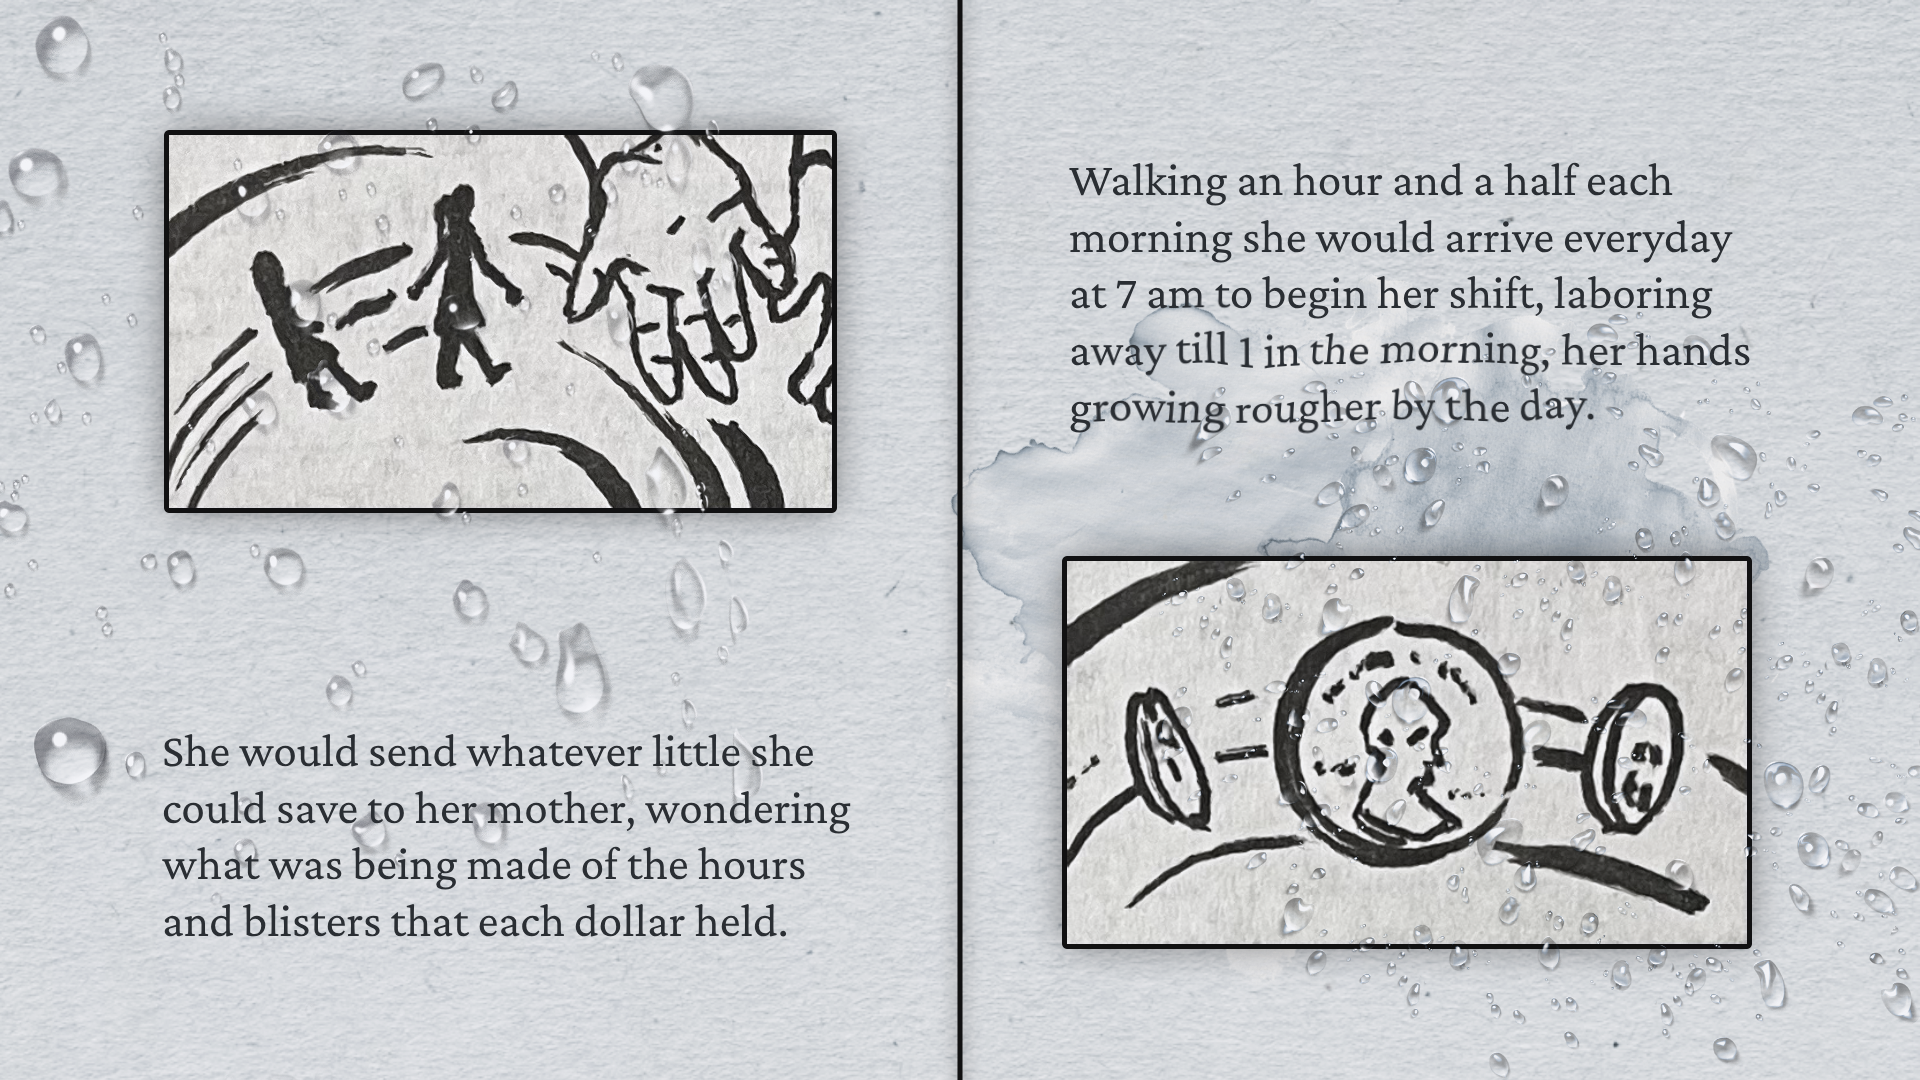 She would send whatever little she
could save to her mother, wondering
what was being made of the hours
and blisters that each dollar held.
Walking an hour and a half each
morning she would arrive everyday
at 7 am to begin her shift, laboring
away till 1 in the morning, her hands
growing rougher by the day.